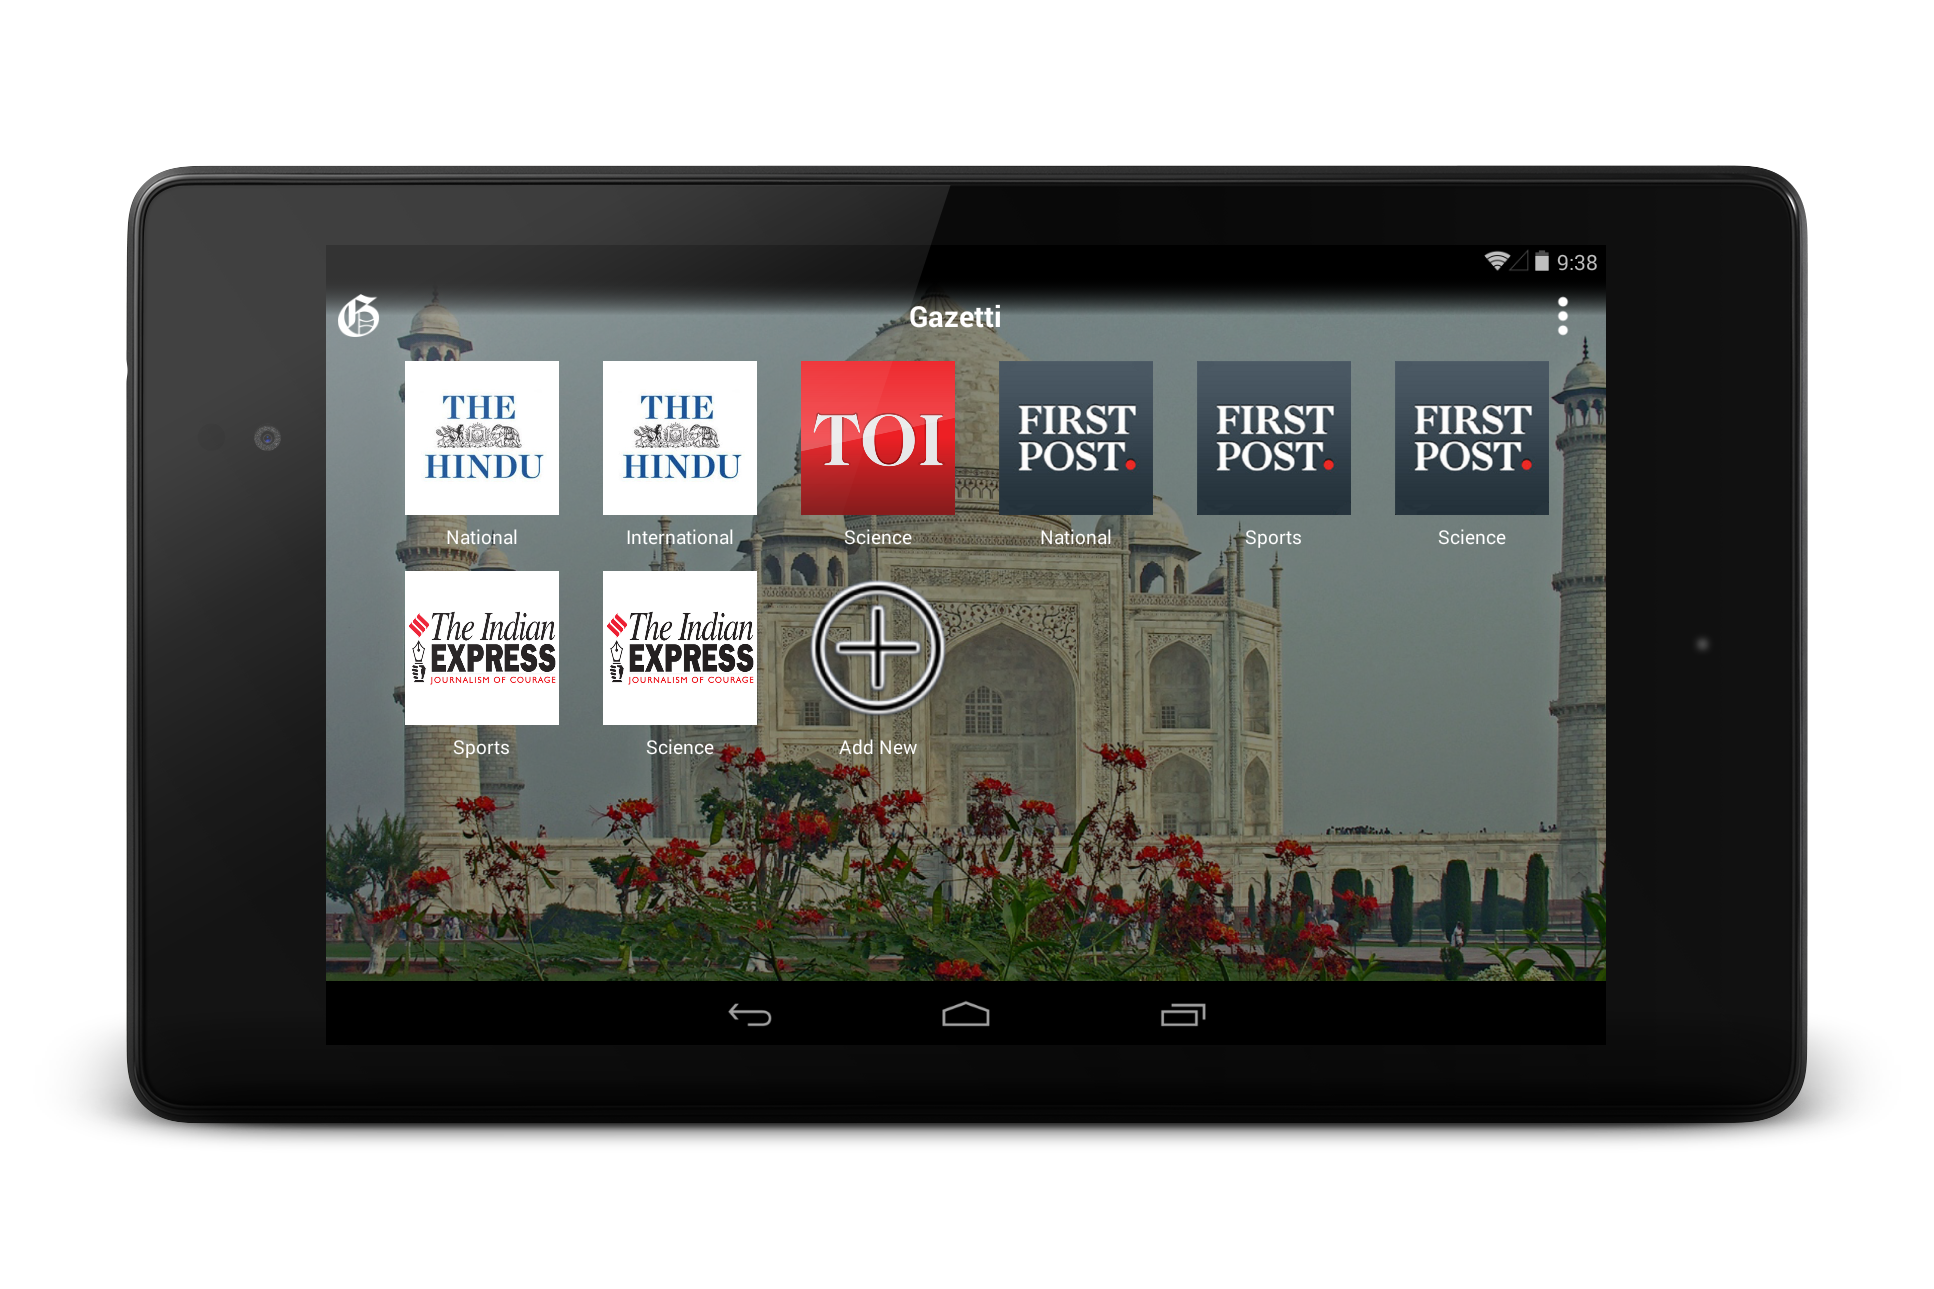 9:38
Gazetti
THE
HINDU
National
THE
HINDU
International
TOI
Science
FIRST
POST.
National
FIRST
POST.
Sports
FIRST
POST.
Science
The Indian
EXPRESS
JOURNALISM OF COURAGE
Sports
The Indian
EXPRESS
JOURNALISM OF COURAGE
Science
Add New